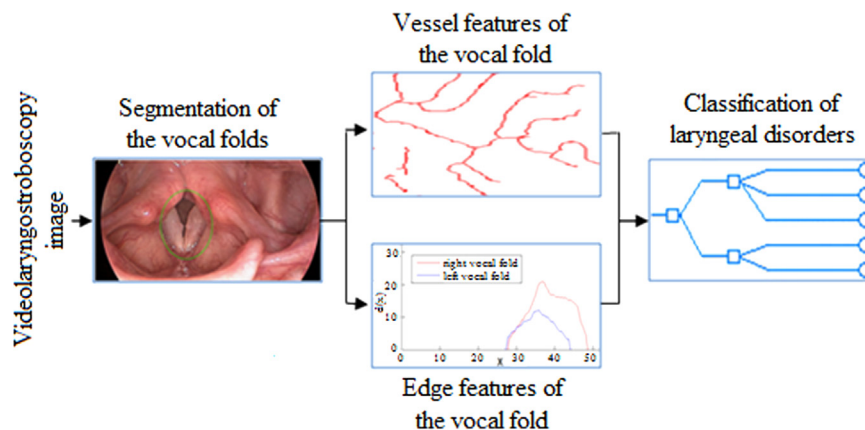 Videolaryngostroboscopy
image
Segmentation of
the vocal folds
Vessel features of
the vocal fold
30
20
10
0
d(x)
right vocal fold
left vocal fold
0 10 20 30 40 50
X
Edge features of
the vocal fold
Classification of
laryngeal disorders